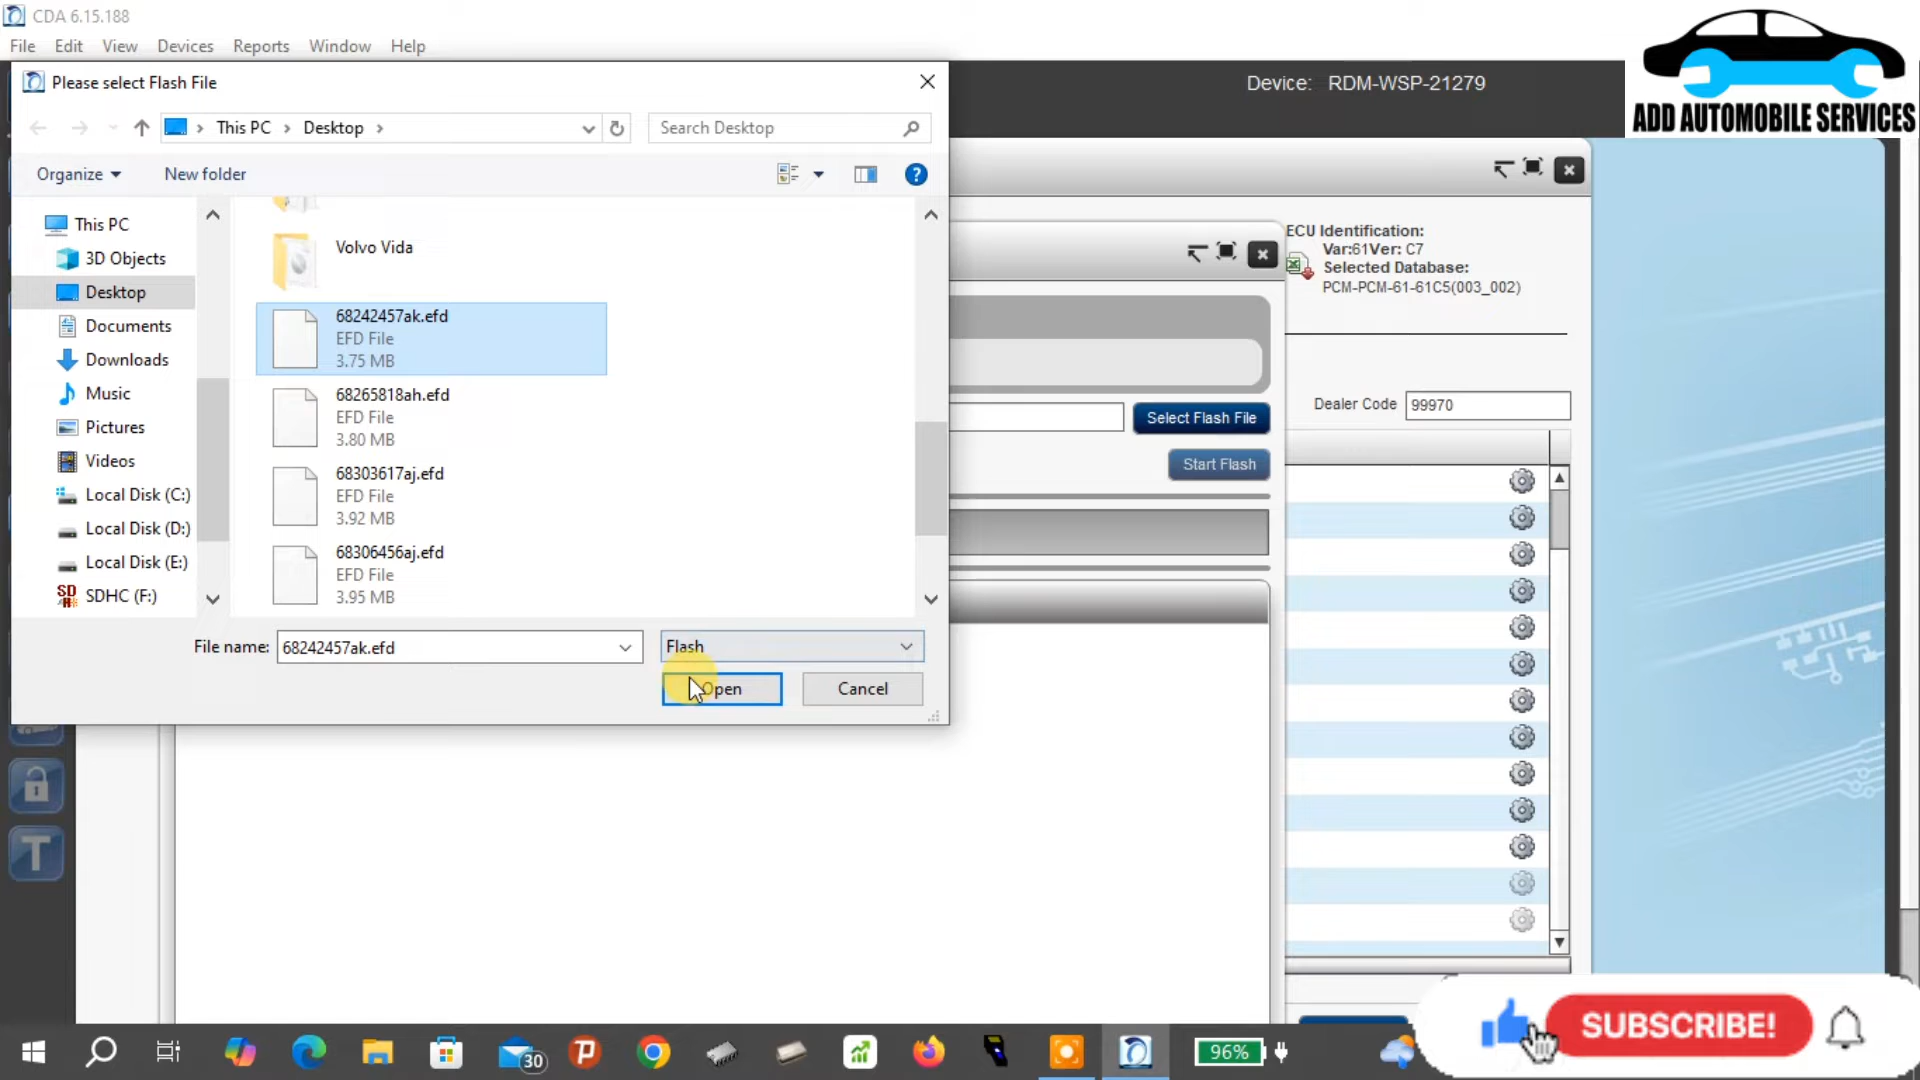 CDA 6.15.188
File Edit View Devices Reports Window Help
Please select Flash File
Device: RDM-WSP-21279
ADD AUTOMOBILE SERVICES
This PC > Desktop >
Search Desktop
Organize New folder
This PC
3D Objects
Desktop
Documents
Downloads
Music
Pictures
Videos
Local Disk (C:)
Local Disk (D:)
Local Disk (E:)
SD SDHC (F:)
Volvo Vida
68242457ak.efd
EFD File
3.75 MB
68265818ah.efd
EFD File
3.80 MB
68303617aj.efd
EFD File
3.92 MB
68306456aj.efd
EFD File
3.95 MB
File name: 68242457ak.efd
Flash
Open Cancel
ECU Identification:
Var:61Ver: C7
Selected Database:
PCM-PCM-61-61C5(003_002)
Dealer Code 99970
Select Flash File
Start Flash
T
30
96%
SUBSCRIBE!